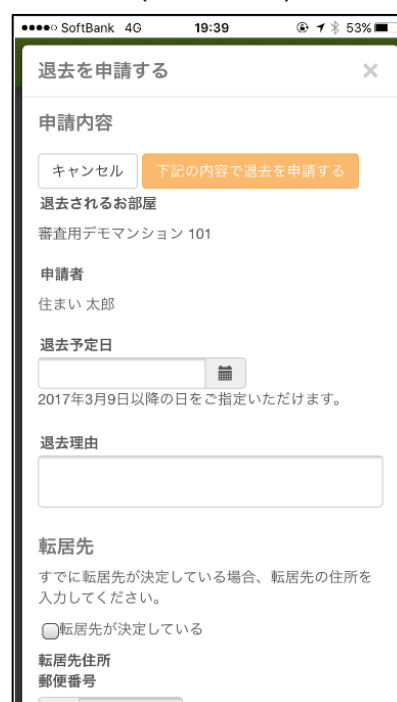 SoftBank 4G 19:39 53%
退去を申請する ×
申請内容
キャンセル 下記の内容で退去を申請する
退去されるお部屋
審査用デモマンション 101
申請者
住まい 太郎
退去予定日
2017年3月9日以降の日をご指定いただけます。
退去理由
転居先
すでに転居先が決定している場合、転居先の住所を
入力してください。
転居先が決定している
転居先住所
郵便番号